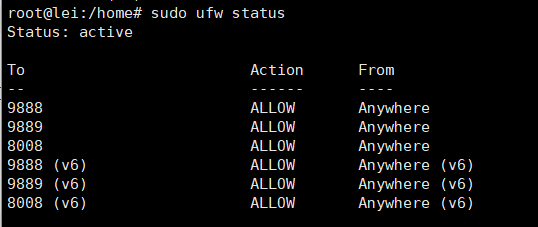 root@lei:/home# sudo ufw status
Status: active
To Action From
-- ------ ----
9888 ALLOW Anywhere
9889 ALLOW Anywhere
8008 ALLOW Anywhere
9888 (v6) ALLOW Anywhere (v6)
9889 (v6) ALLOW Anywhere (v6)
8008 (v6) ALLOW Anywhere (v6)